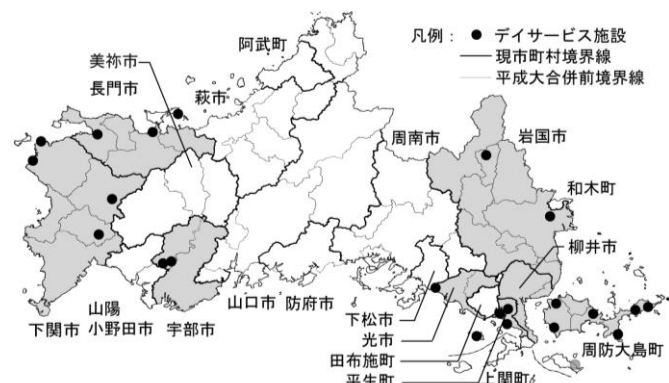 凡例： ● デイサービス施設
現市町村境界線
平成大合併前境界線
阿武町
美祢市
長門市
萩市
周南市
岩国市
和木町
柳井市
山陽
小野田市
下関市
宇部市
山口市
防府市
下松市
光市
田布施町
平生町
上関町
周防大島町